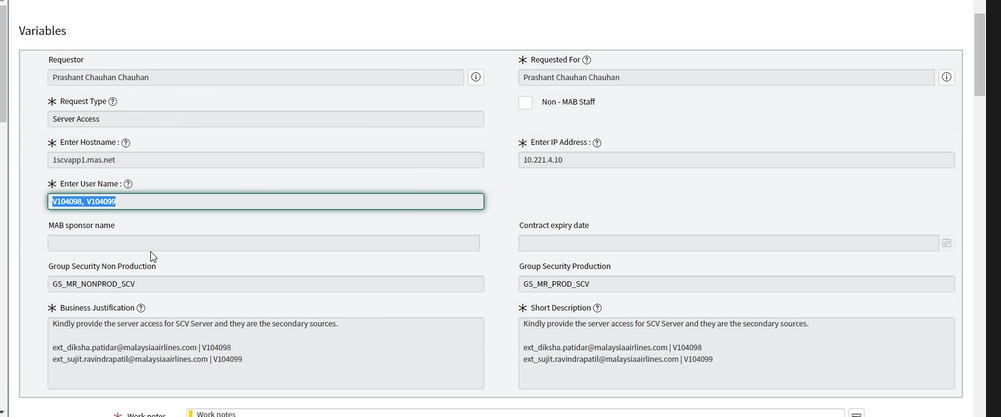 Variables
Requestor
Prashant Chauhan Chauhan
Requested For
Prashant Chauhan Chauhan
Request Type
Server Access
Non - MAB Staff
Enter Hostname :
1scvapp1.mas.net
Enter IP Address :
10.221.4.10
Enter User Name :
V104098, V104099
MAB sponsor name
Contract expiry date
Group Security Non Production
GS_MR_NONPROD_SCV
Group Security Production
GS_MR_PROD_SCV
Business Justification
Kindly provide the server access for SCV Server and they are the secondary sources.
ext_diksha.patidar@malaysiaairlines.com | V104098
ext_sujit.ravindrapatil@malaysiaairlines.com | V104099
Short Description
Kindly provide the server access for SCV Server and they are the secondary sources.
ext_diksha.patidar@malaysiaairlines.com | V104098
ext_sujit.ravindrapatil@malaysiaairlines.com | V104099
Work notes
Work notes